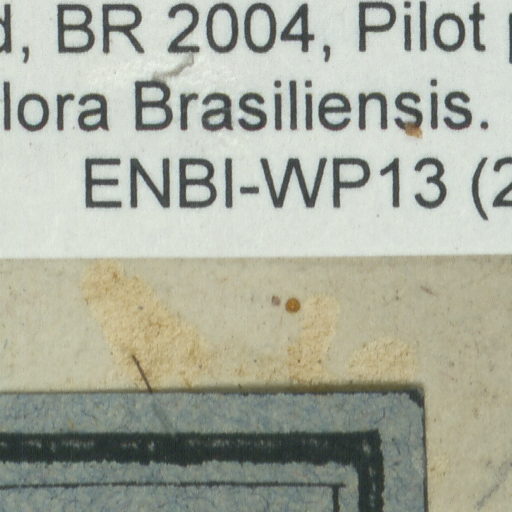 d, BR 2004, Pilot
lora Brasiliensis.
ENBI-WP13 (2